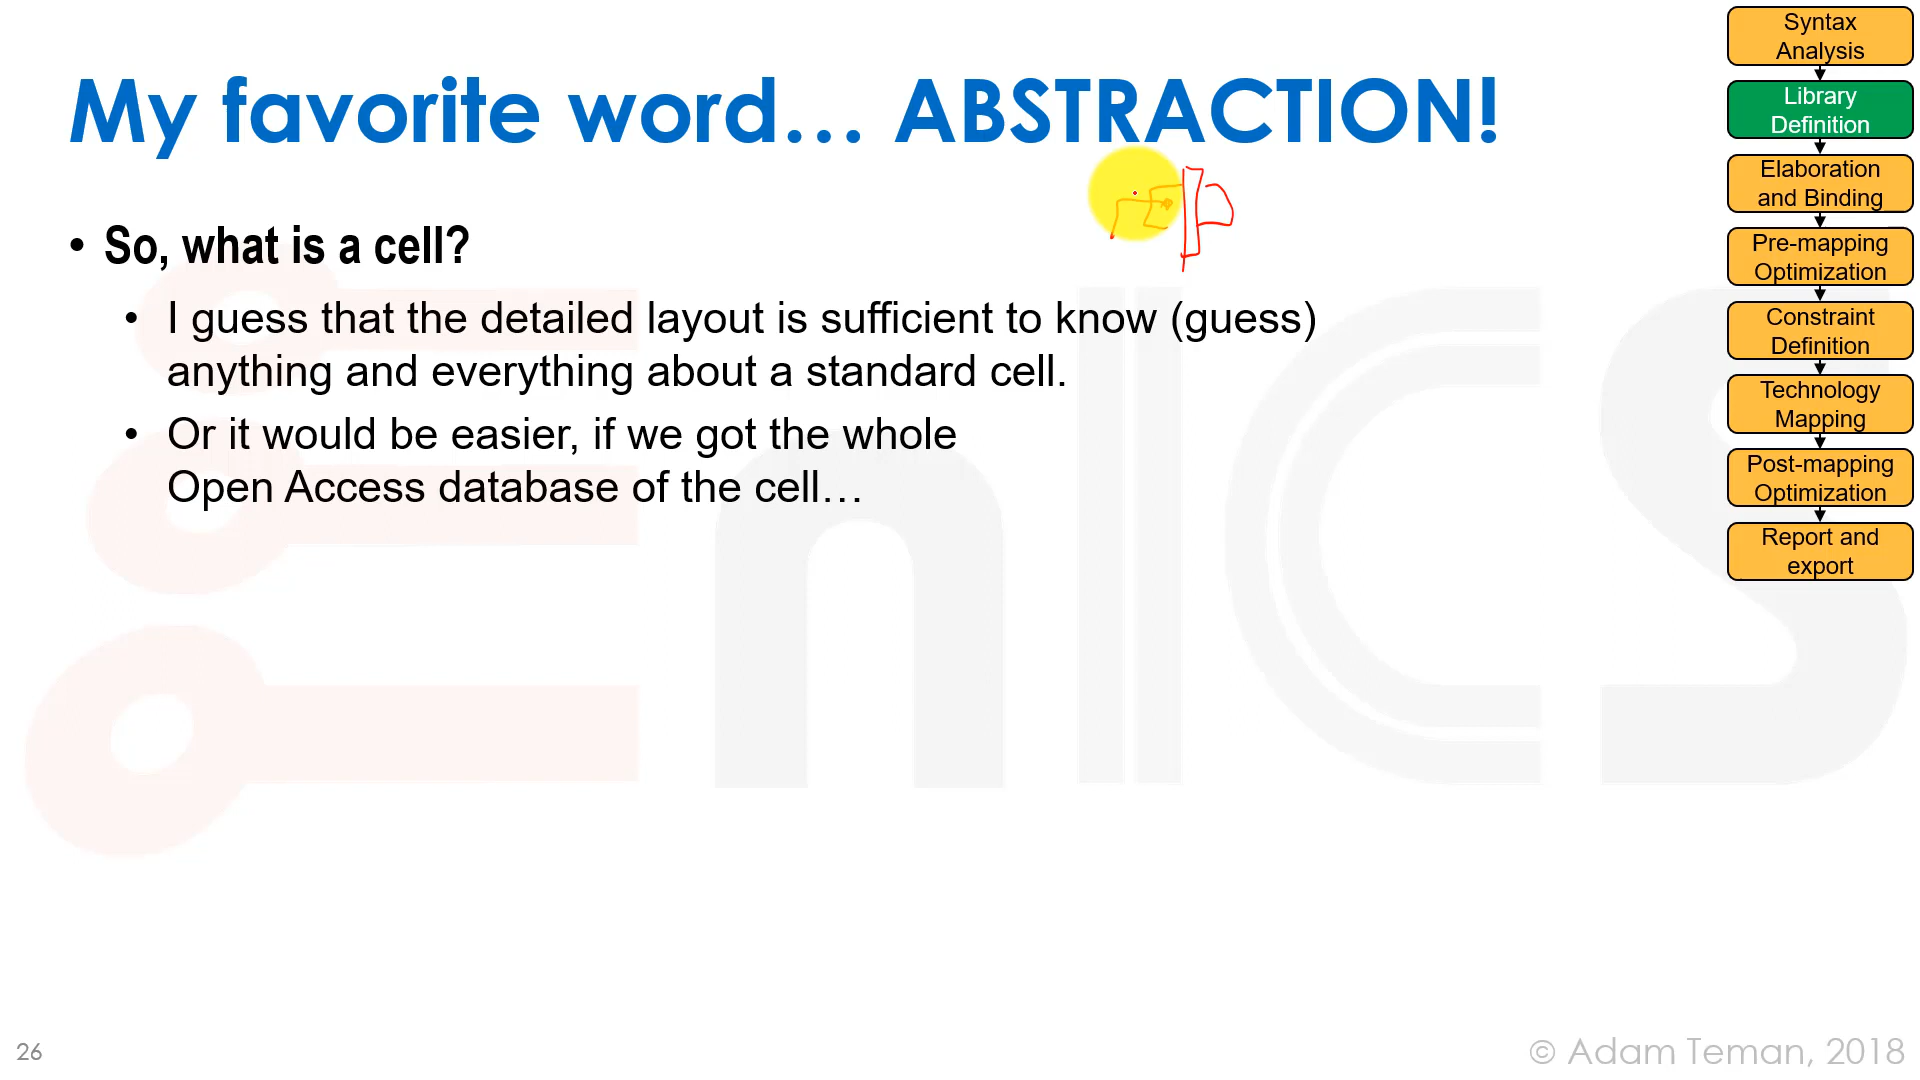 My favorite word… ABSTRACTION!
• So, what is a cell?
• I guess that the detailed layout is sufficient to know (guess)
anything and everything about a standard cell.
• Or it would be easier, if we got the whole
Open Access database of the cell…
Syntax
Analysis
Library
Definition
Elaboration
and Binding
Pre-mapping
Optimization
Constraint
Definition
Technology
Mapping
Post-mapping
Optimization
Report and
export
EnICS
26
© Adam Teman, 2018